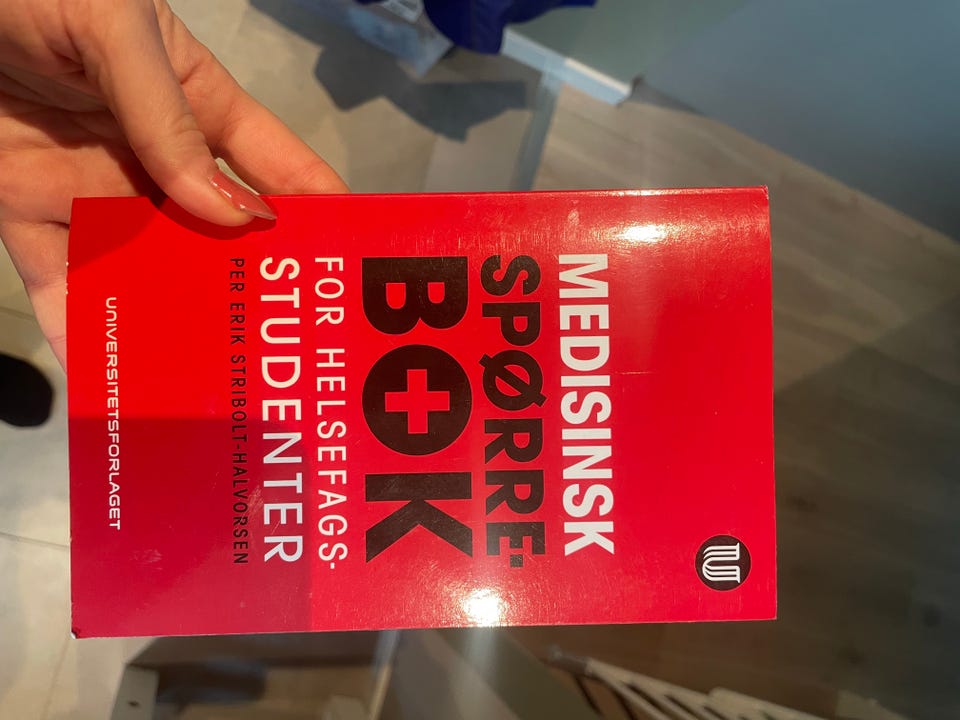 MEDISINSK
SPØRRE-
BOK
FOR HELSEFAGS-
STUDENTER
PER ERIK STRIBOLT-HALVORSEN
UNIVERSITETSFORLAGET